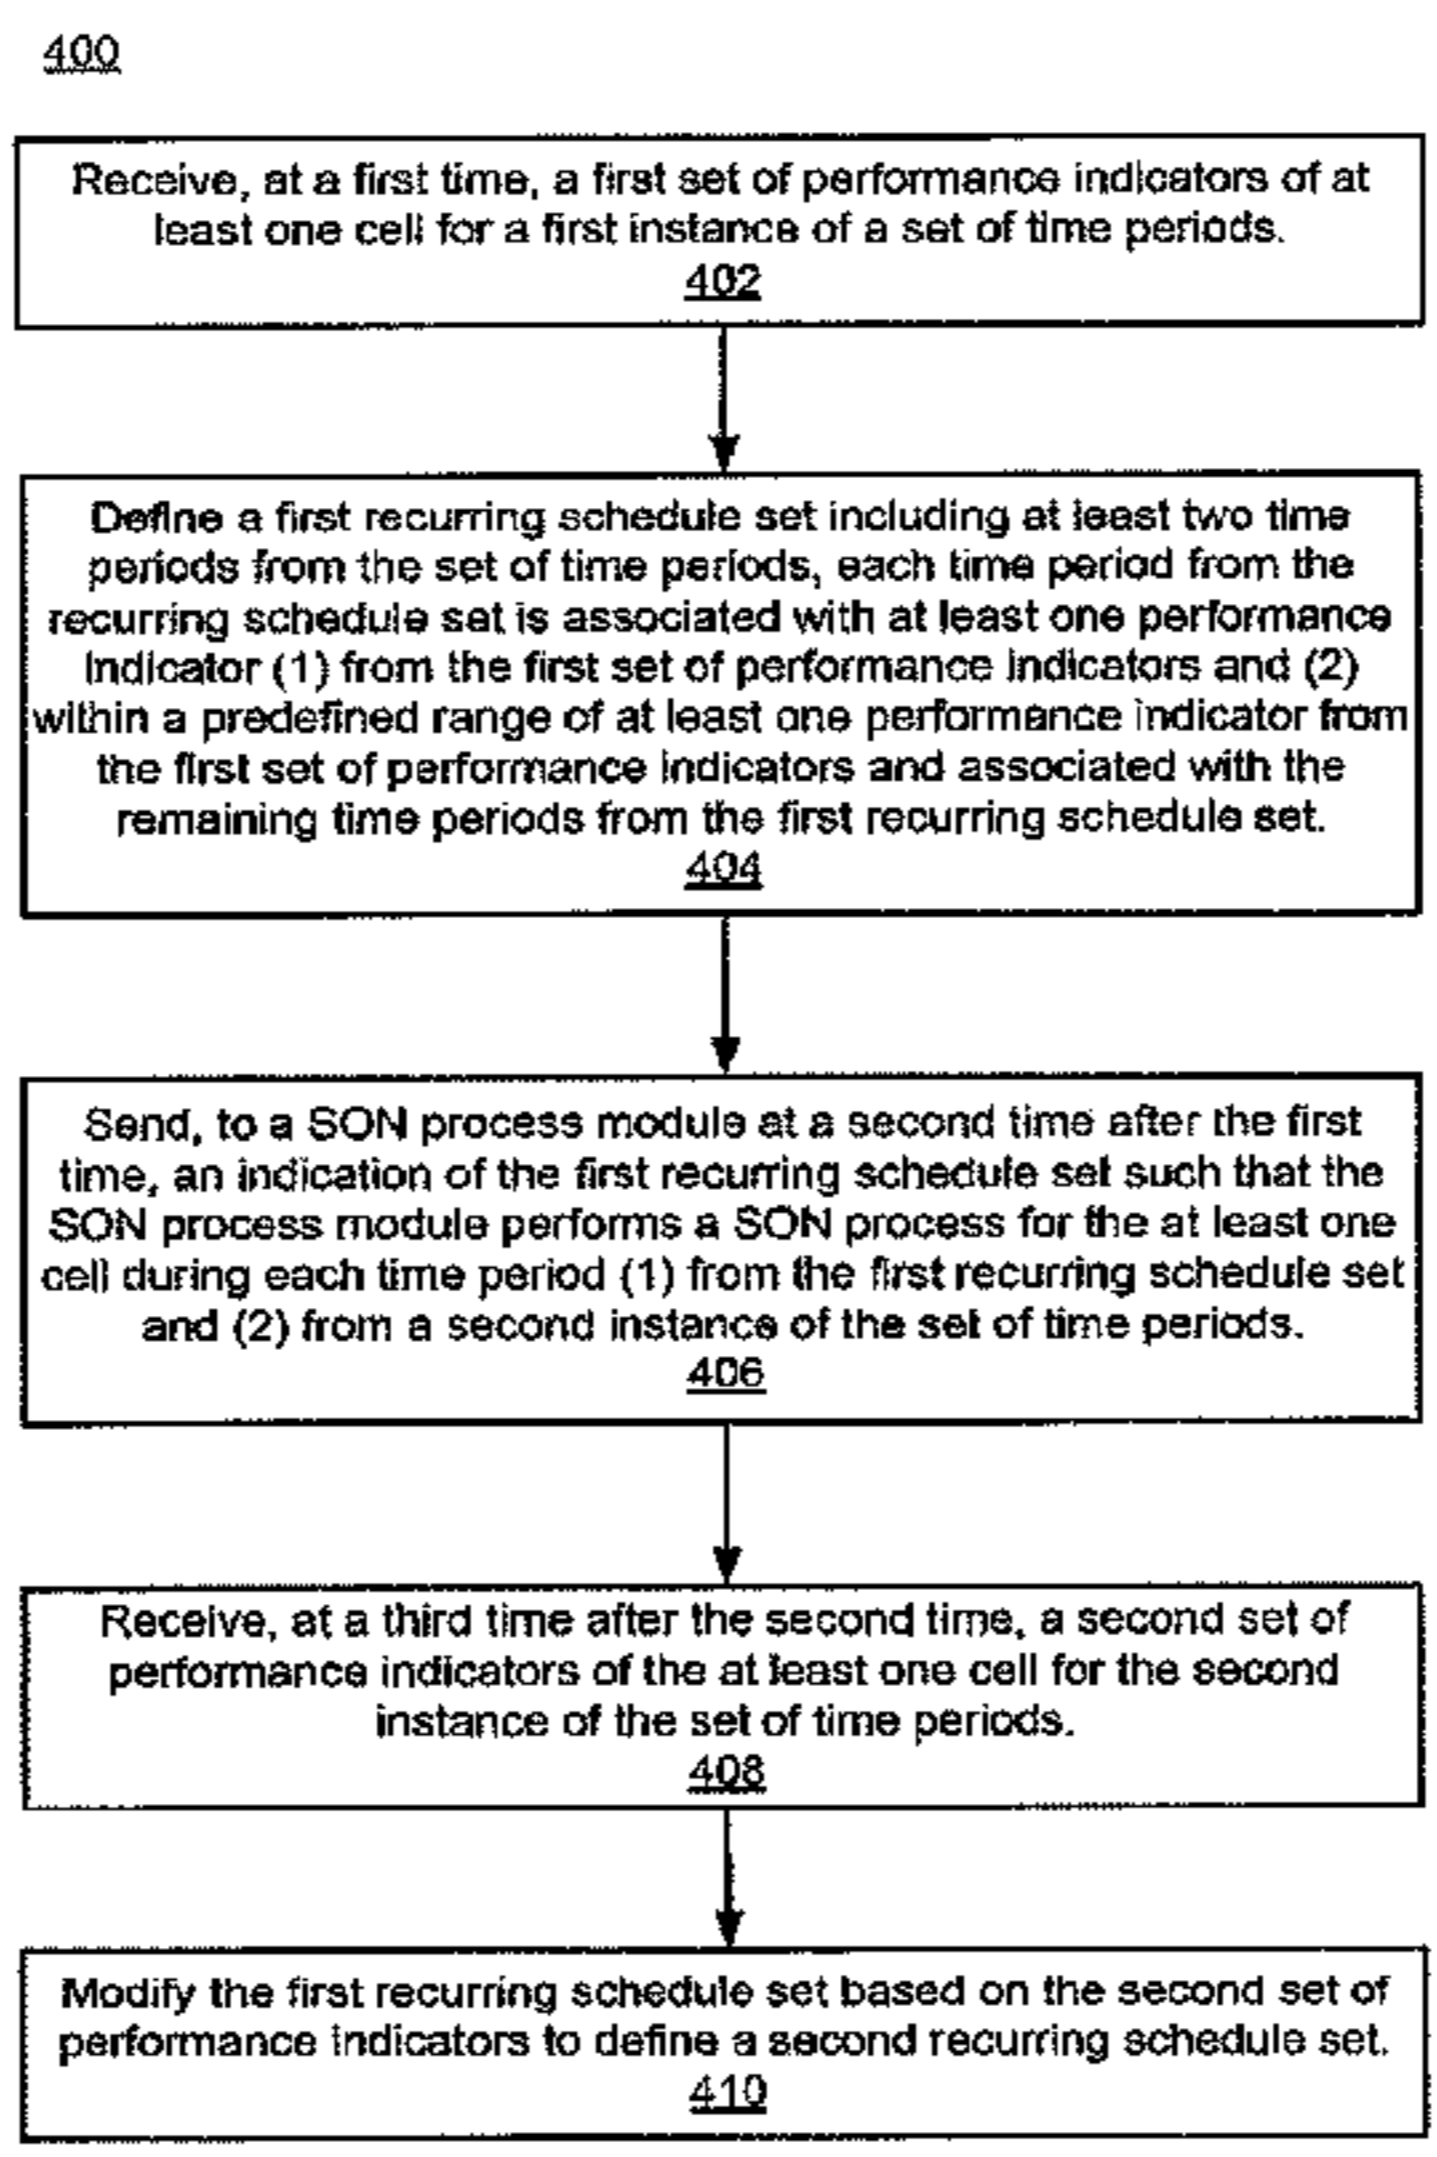 400
Receive, at a first time, a first set of performance indicators of at
least one cell for a first instance of a set of time periods.
402
Define a first recurring schedule set including at least two time
periods from the set of time periods, each time period from the
recurring schedule set is associated with at least one performance
indicator (1) from the first set of performance indicators and (2)
within a predefined range of at least one performance indicator from
the first set of performance indicators and associated with the
remaining time periods from the first recurring schedule set.
404
Send, to a SON process module at a second time after the first
time, an indication of the first recurring schedule set such that the
SON process module performs a SON process for the at least one
cell during each time period (1) from the first recurring schedule set
and (2) from a second instance of the set of time periods.
406
Receive, at a third time after the second time, a second set of
performance indicators of the at least one cell for the second
instance of the set of time periods.
408
Modify the first recurring schedule set based on the second set of
performance indicators to define a second recurring schedule set.
410